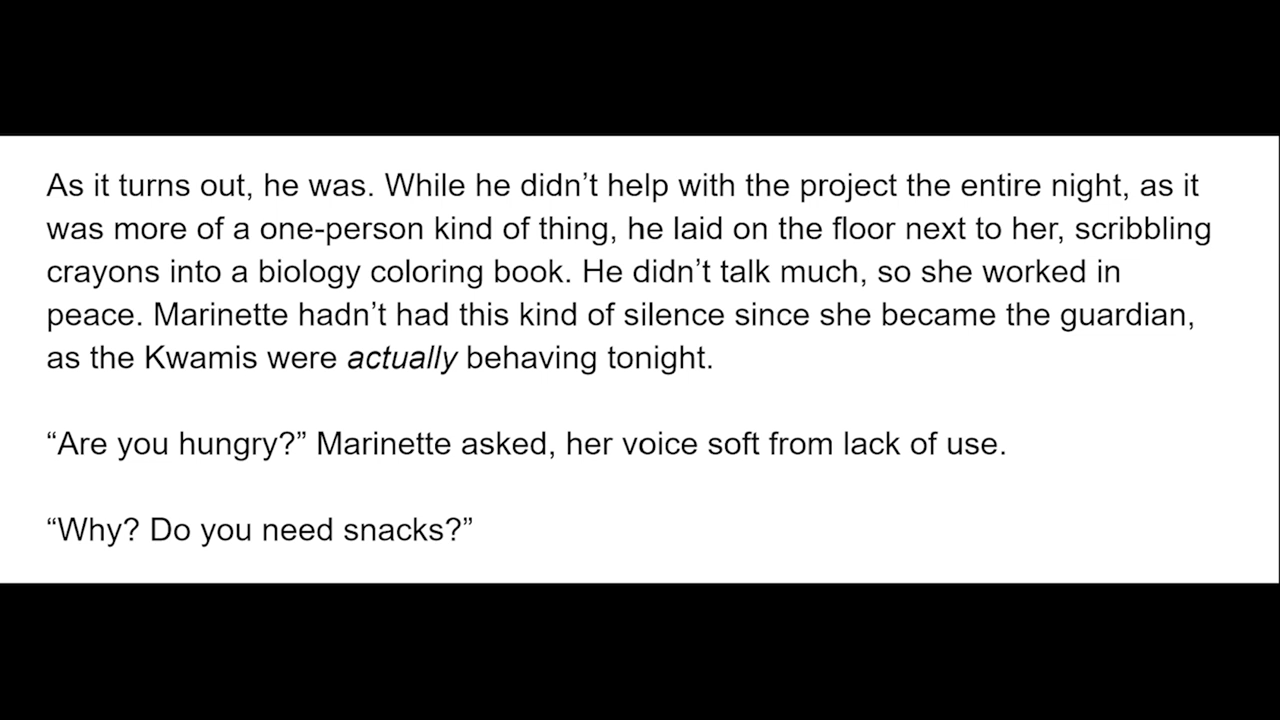 As it turns out, he was. While he didn’t help with the project the entire night, as it
was more of a one-person kind of thing, he laid on the floor next to her, scribbling
crayons into a biology coloring book. He didn’t talk much, so she worked in
peace. Marinette hadn’t had this kind of silence since she became the guardian,
as the Kwamis were actually behaving tonight.
“Are you hungry?” Marinette asked, her voice soft from lack of use.
“Why? Do you need snacks?”